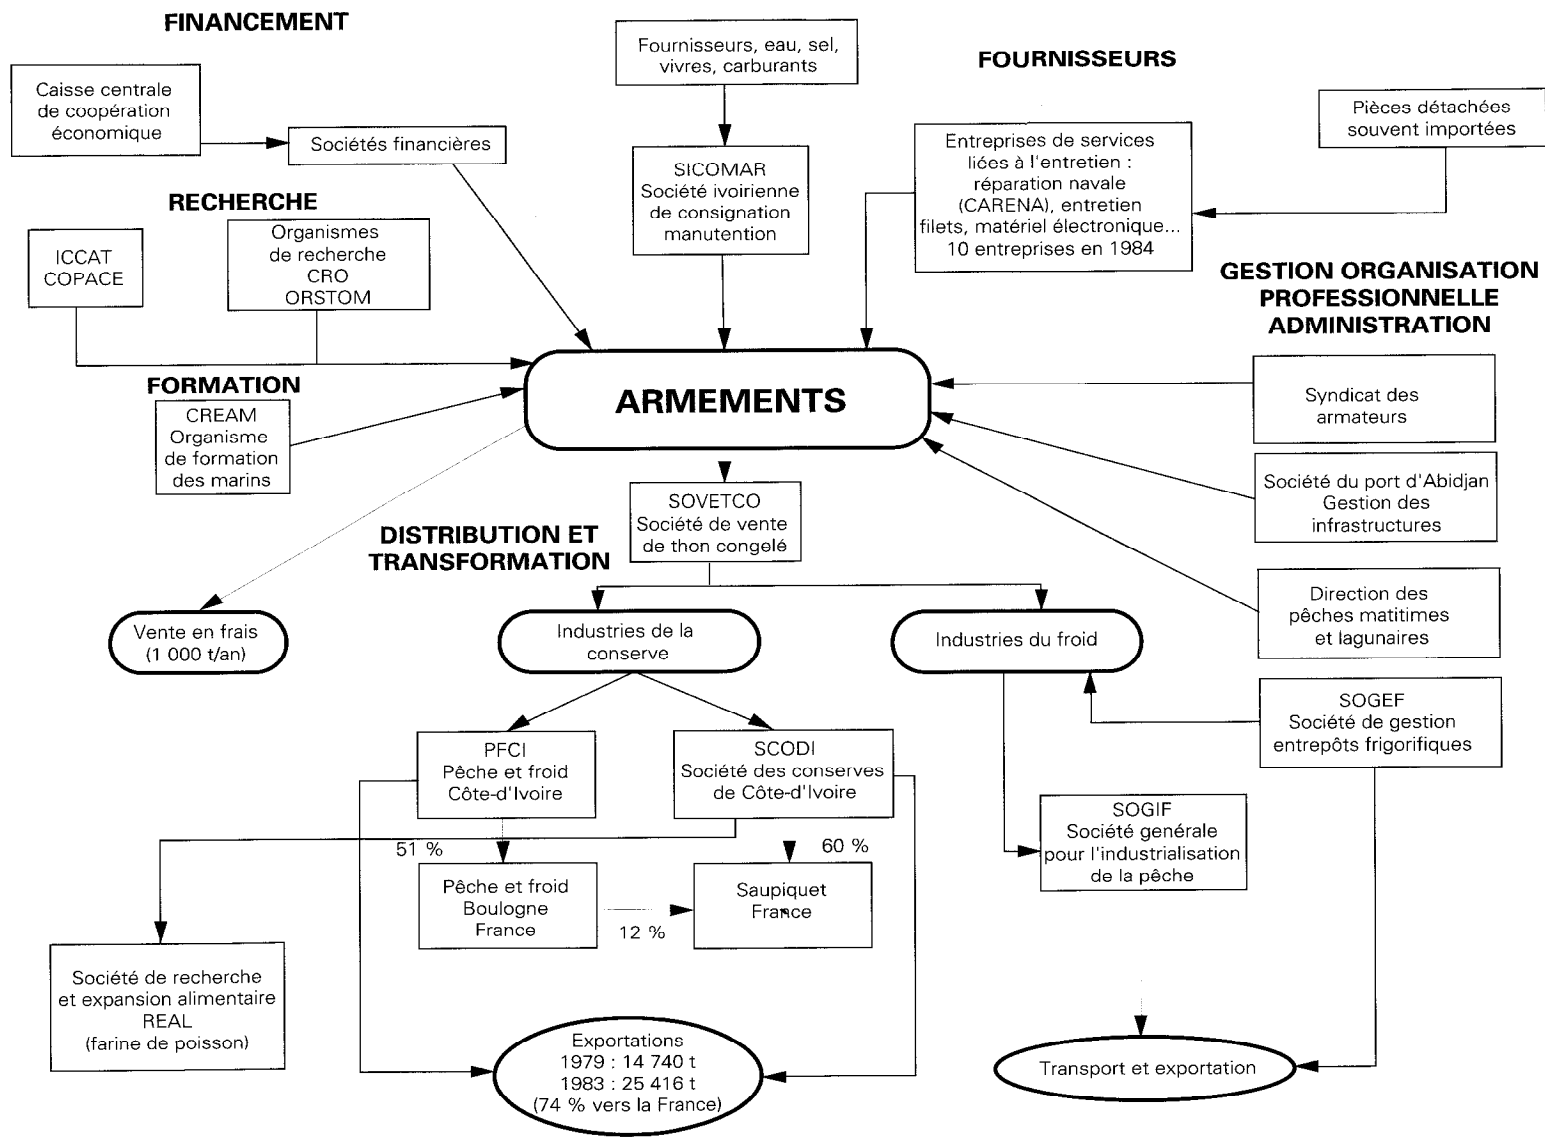 FINANCEMENT
Caisse centrale
de coopération
économique
Sociétés financières
Fournisseurs, eau, sel,
vivres, carburants
SICOMAR
Société ivoirienne
de consignation
manutention
FOURNISSEURS
Entreprises de services
liées à l'entretien :
réparation navale
(CARENA), entretien
filets, matériel électronique...
10 entreprises en 1984
Pièces détachées
souvent importées
RECHERCHE
ICCAT
COPACE
Organismes
de recherche
CRO
ORSTOM
FORMATION
CREAM
Organisme
de formation
des marins
ARMEMENTS
GESTION ORGANISATION
PROFESSIONNELLE
ADMINISTRATION
Syndicat des
armateurs
Société du port d'Abidjan
Gestion des
infrastructures
Direction des
pêches matitimes
et lagunaires
SOGEF
Société de gestion
entrepôts frigorifiques
DISTRIBUTION ET
TRANSFORMATION
SOVETCO
Société de vente
de thon congelé
Vente en frais
(1 000 t/an)
Industries de la
conserve
Industries du froid
PFCI
Pêche et froid
Côte-d'Ivoire
SCODI
Société des conserves
de Côte-d'Ivoire
SOGIF
Société genérale
pour l'industrialisation
de la pêche
51 %
60 %
Pêche et froid
Boulogne
France
12 %
Saupiquet
France
Société de recherche
et expansion alimentaire
REAL
(farine de poisson)
Exportations
1979 : 14 740 t
1983 : 25 416 t
(74 % vers la France)
Transport et exportation